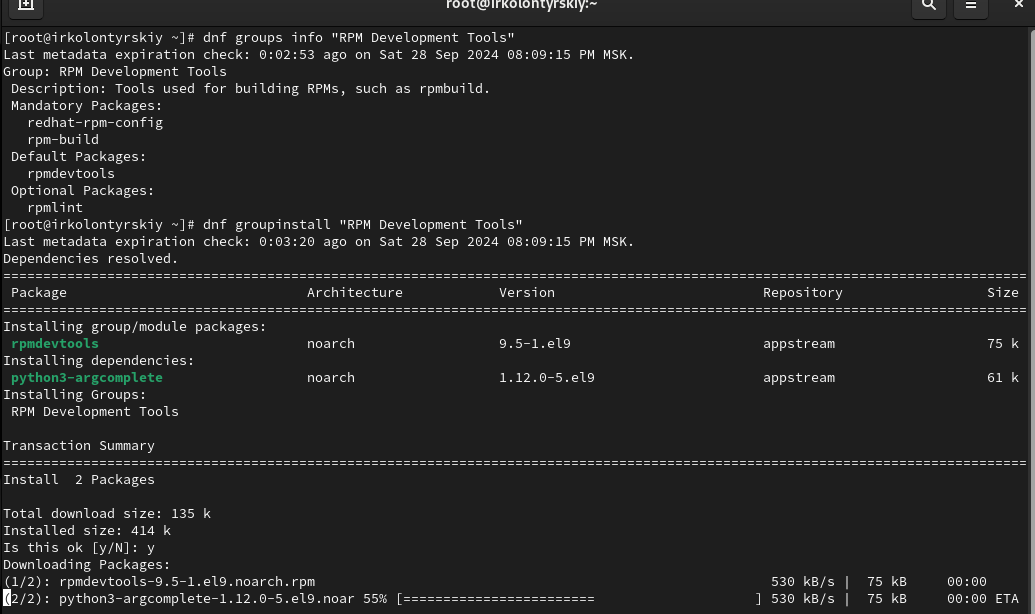 root@irkolontyrskiy:~
[root@irkolontyrskiy ~]# dnf groups info "RPM Development Tools"
Last metadata expiration check: 0:02:53 ago on Sat 28 Sep 2024 08:09:15 PM MSK.
Group: RPM Development Tools
 Description: Tools used for building RPMs, such as rpmbuild.
 Mandatory Packages:
   redhat-rpm-config
   rpm-build
 Default Packages:
   rpmdevtools
 Optional Packages:
   rpmlint
[root@irkolontyrskiy ~]# dnf groupinstall "RPM Development Tools"
Last metadata expiration check: 0:03:20 ago on Sat 28 Sep 2024 08:09:15 PM MSK.
Dependencies resolved.
================================================================================================================================
 Package                              Architecture            Version                          Repository                  Size
================================================================================================================================
Installing group/module packages:
 rpmdevtools                          noarch                  9.5-1.el9                        appstream                   75 k
Installing dependencies:
 python3-argcomplete                  noarch                  1.12.0-5.el9                     appstream                   61 k
Installing Groups:
 RPM Development Tools
Transaction Summary
================================================================================================================================
Install  2 Packages
Total download size: 135 k
Installed size: 414 k
Is this ok [y/N]: y
Downloading Packages:
(1/2): rpmdevtools-9.5-1.el9.noarch.rpm                                                         530 kB/s |  75 kB     00:00
(2/2): python3-argcomplete-1.12.0-5.el9.noar 55% [========================                    ] 530 kB/s |  75 kB     00:00 ETA